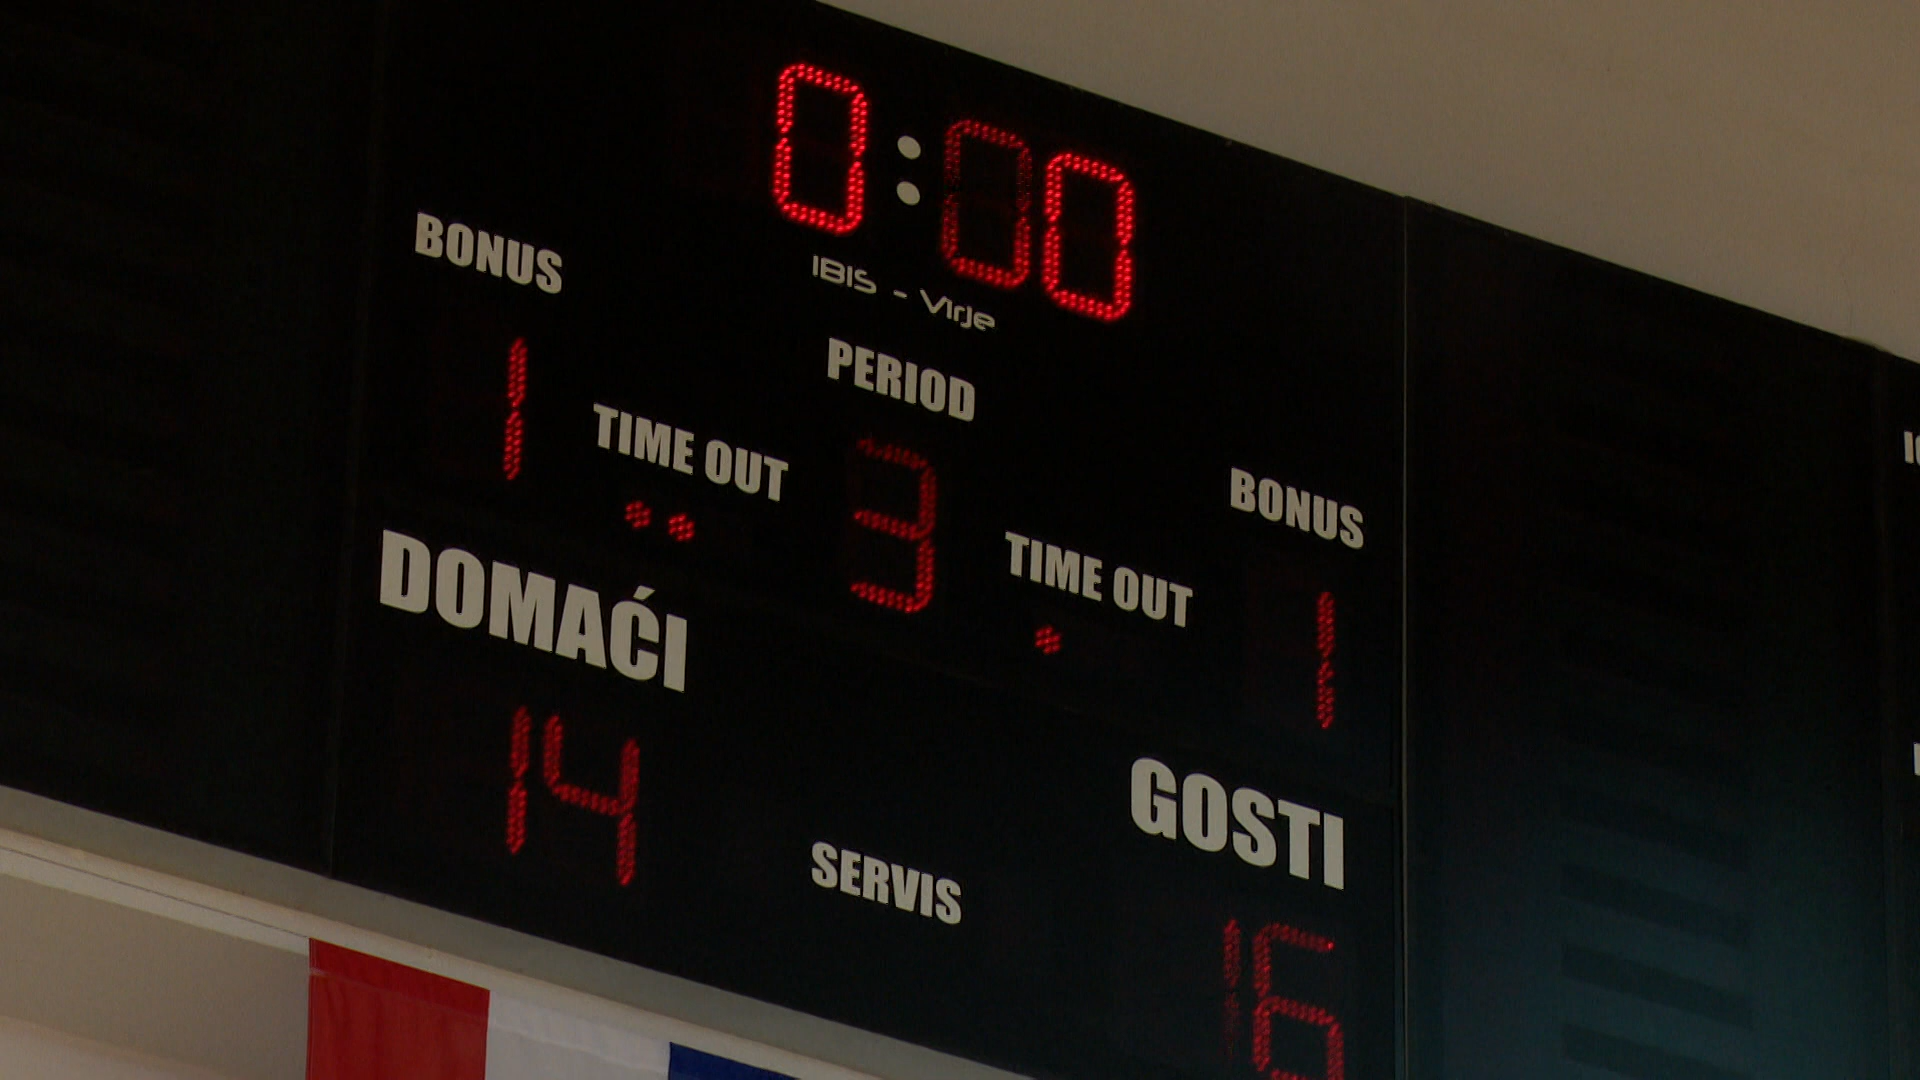 0:00
IBIS - Virje
BONUS
1
PERIOD
3
TIME OUT
TIME OUT
BONUS
1
DOMAĆI
14
GOSTI
16
SERVIS